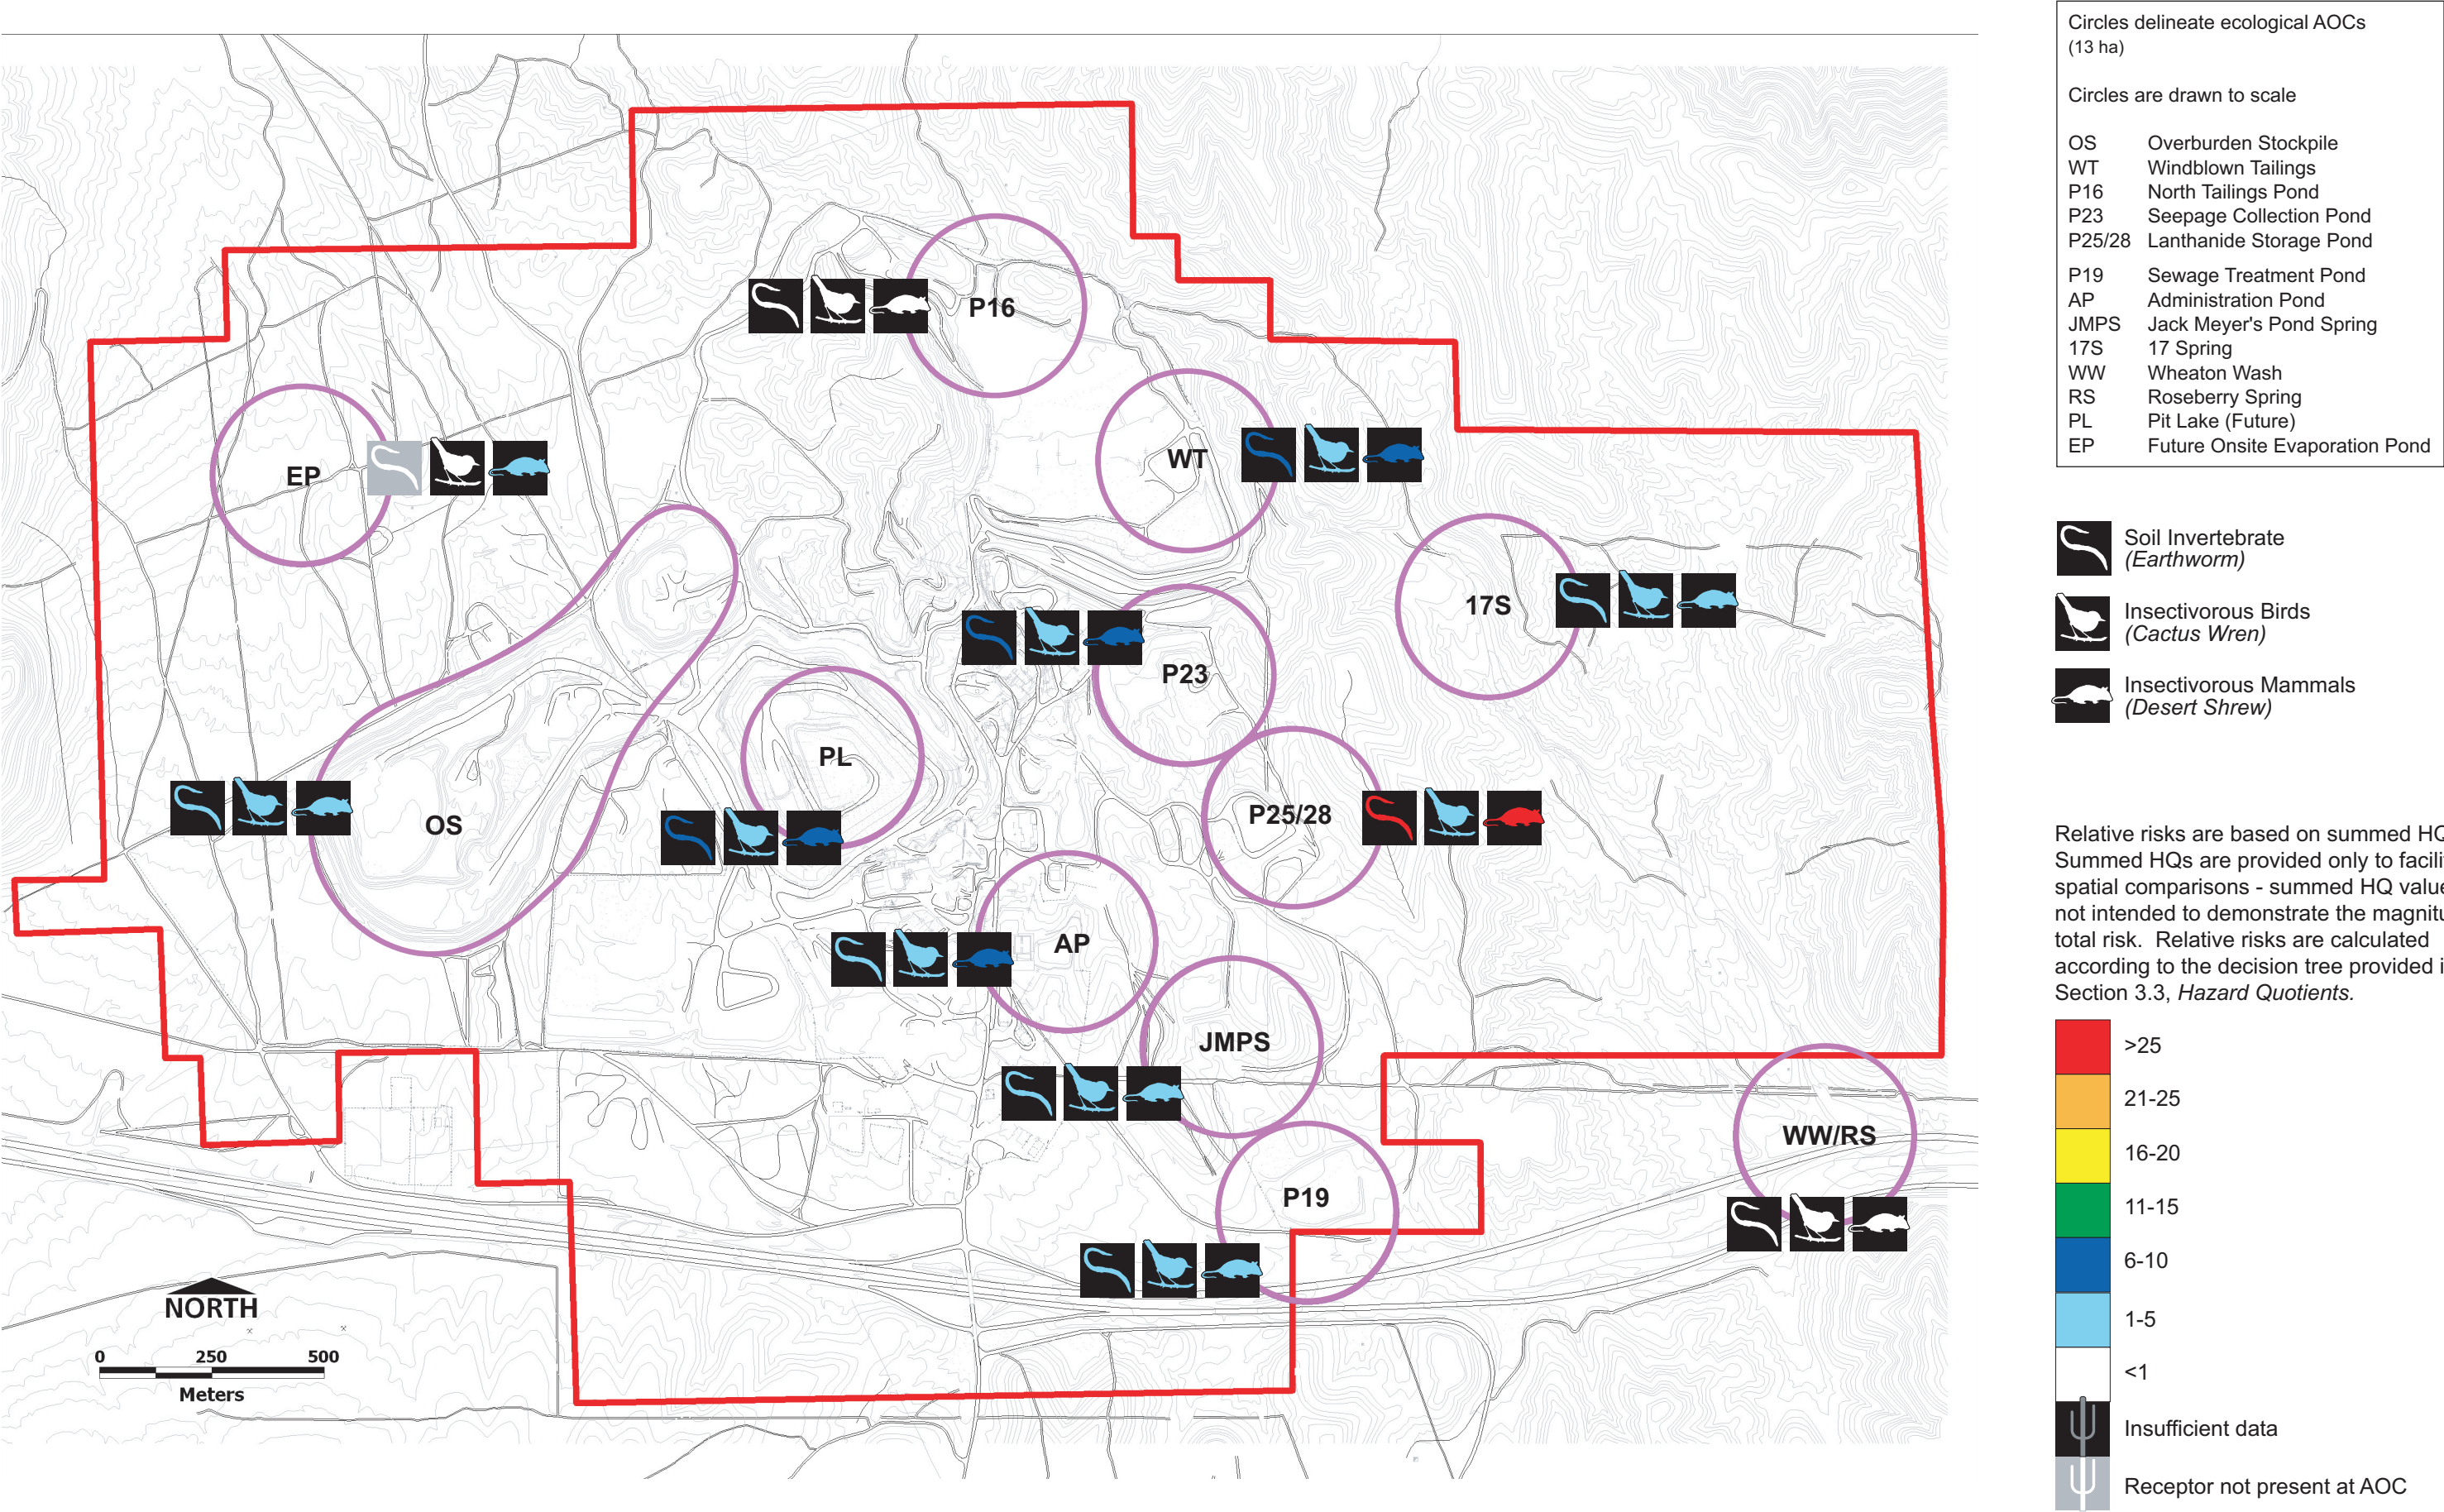 Circles delineate ecological AOCs
(13 ha)
Circles are drawn to scale
OS Overburden Stockpile
WT Windblown Tailings
P16 North Tailings Pond
P23 Seepage Collection Pond
P25/28 Lanthanide Storage Pond
P19 Sewage Treatment Pond
AP Administration Pond
JMPS Jack Meyer's Pond Spring
17S 17 Spring
WW Wheaton Wash
RS Roseberry Spring
PL Pit Lake (Future)
EP Future Onsite Evaporation Pond
Soil Invertebrate
(Earthworm)
Insectivorous Birds
(Cactus Wren)
Insectivorous Mammals
(Desert Shrew)
Relative risks are based on summed HQ
Summed HQs are provided only to facili
spatial comparisons - summed HQ value
not intended to demonstrate the magnitu
total risk. Relative risks are calculated
according to the decision tree provided i
Section 3.3, Hazard Quotients.
>25
21-25
16-20
11-15
6-10
1-5
<1
Insufficient data
Receptor not present at AOC
P16
WT
EP
17S
P23
PL
P25/28
OS
AP
JMPS
WW/RS
P19
NORTH
0 250 500
Meters